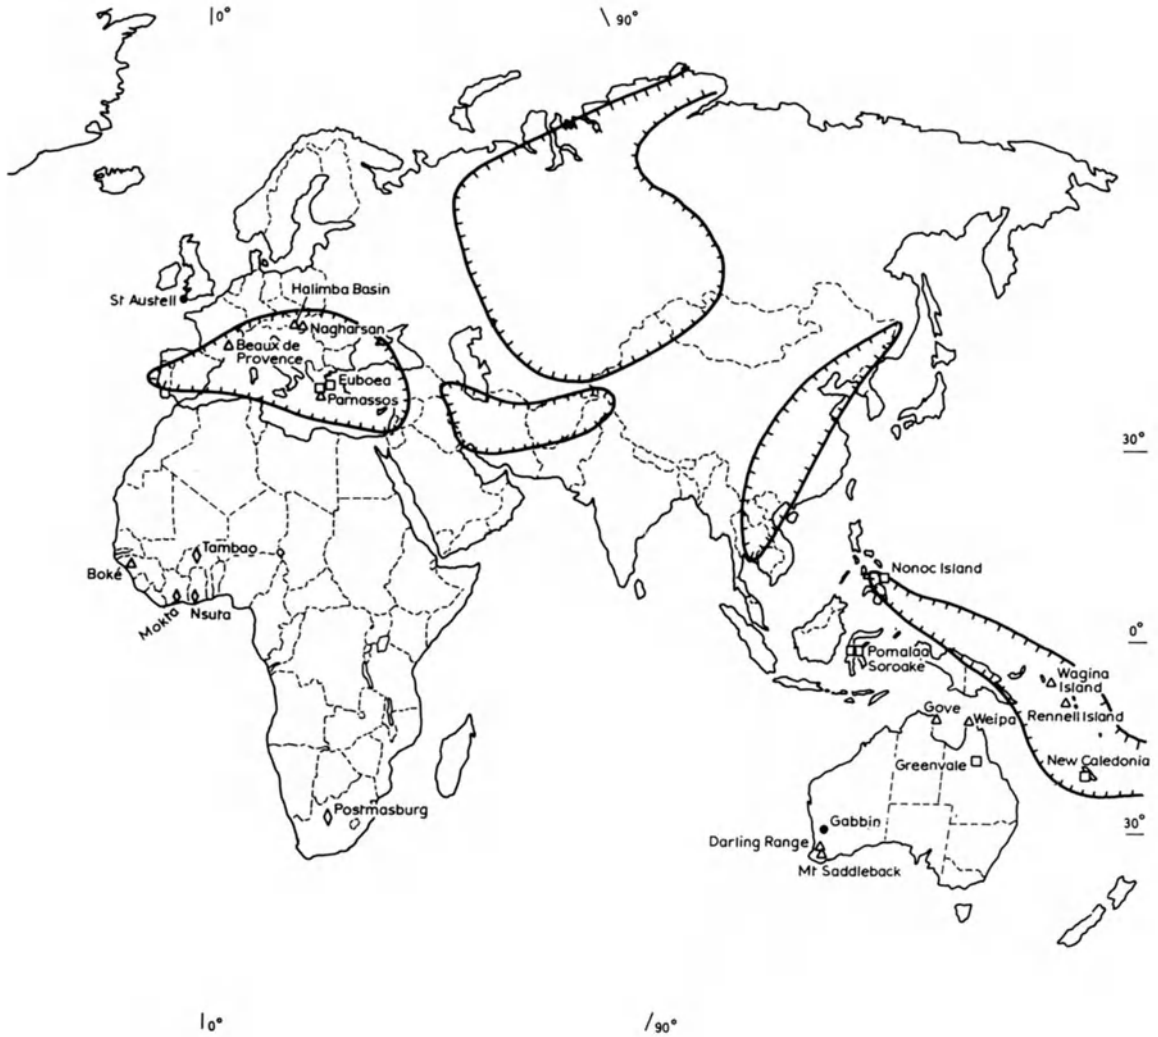 0°
90°
Halimba Basin
St Austell
Nagharsan
Beaux de
Provence
Euboea
Parnassos
30°
Tambao
Boké
Mokta
Nsuta
Nonoc Island
0°
Pomalaa
Soroake
Wagina
Island
Gove
Weipa
Rennell Island
New Caledonia
Greenvale
Postmasburg
Gabbin
30°
Darling Range
Mt Saddleback
0°
90°